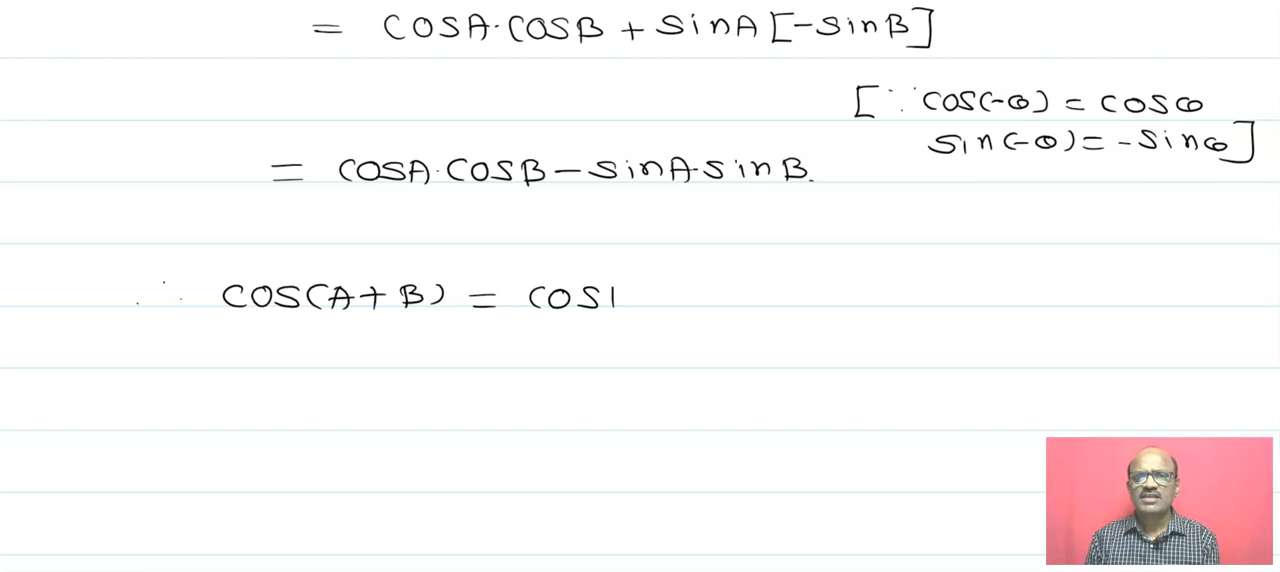 = cosA·cosB + sinA[-sinB]
[∵ cos(-θ) = cosθ
sin(-θ) = -sinθ]
= cosA·cosB - sinA·sinB.
∴ cos(A+B) = cos